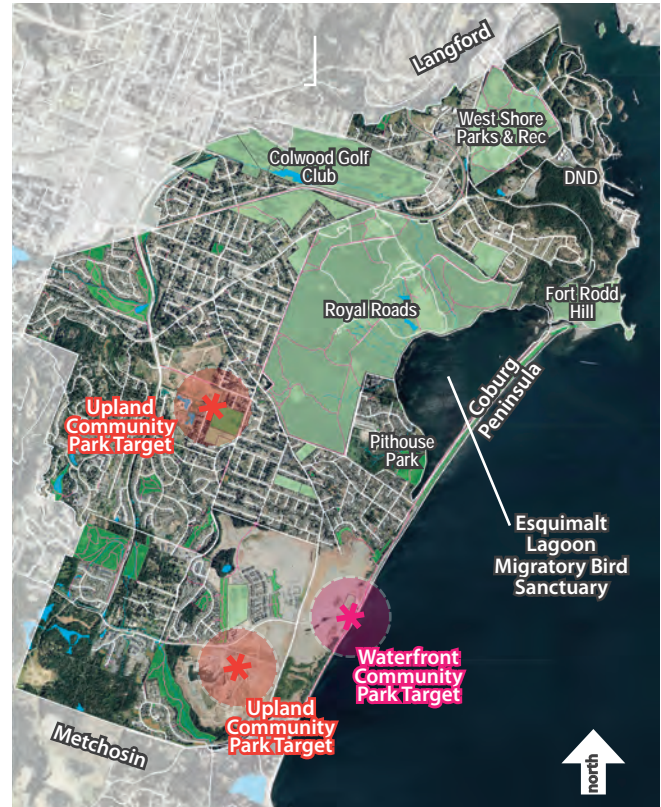 Langford
West Shore
Parks & Rec
Colwood Golf
Club
DND
Fort Rodd
Hill
Royal Roads
Coburg
Peninsula
Upland
Community
Park Target
Pithouse
Park
Esquimalt
Lagoon
Migratory Bird
Sanctuary
Waterfront
Community
Park Target
Upland
Community
Park Target
Metchosin
north